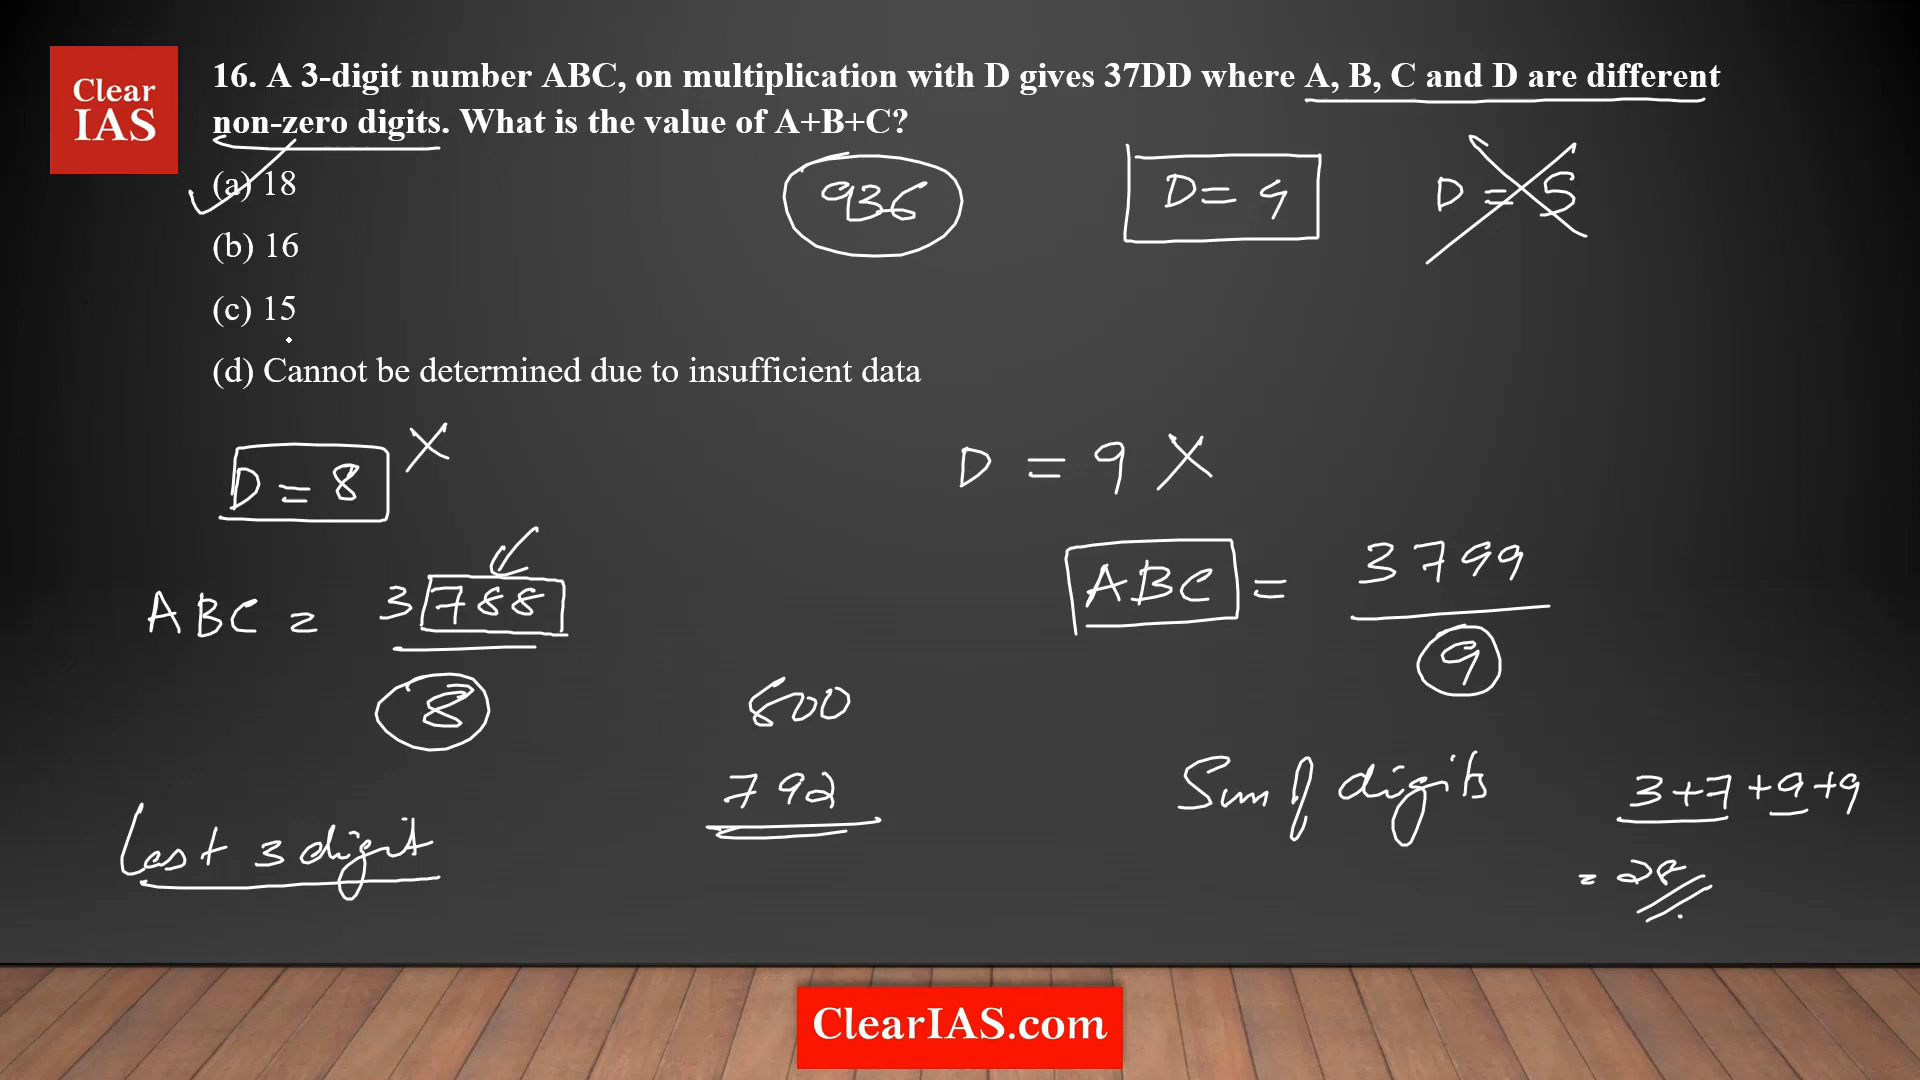 Clear
IAS
16. A 3-digit number ABC, on multiplication with D gives 37DD where A, B, C and D are different
non-zero digits. What is the value of A+B+C?
(a) 18
(b) 16
(c) 15
(d) Cannot be determined due to insufficient data
936
D = 4
D = 5
D = 8 X
D = 9 X
ABC = 3788
8
ABC = 3799
9
800
792
Last 3 digit
Sum of digits
3+7+9+9
= 28
ClearIAS.com